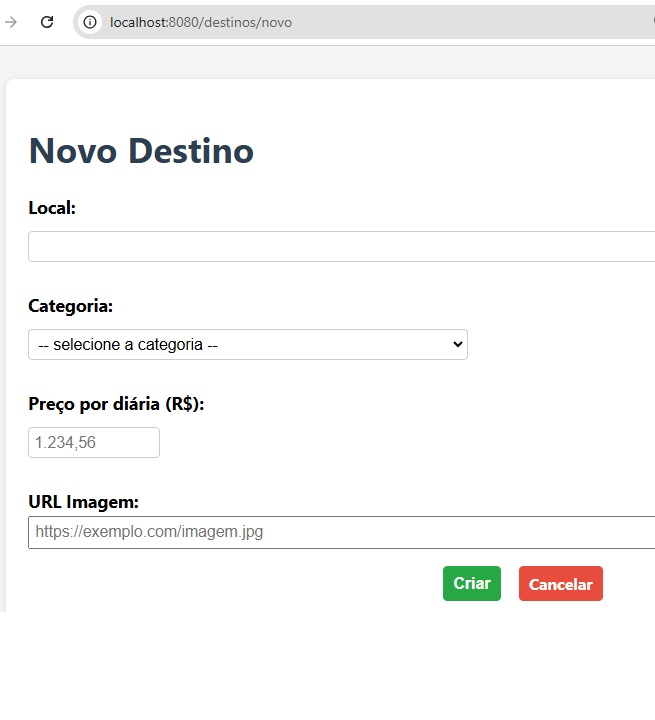 localhost:8080/destinos/novo
Novo Destino
Local:
Categoria:
-- selecione a categoria --
Preço por diária (R$):
1.234,56
URL Imagem:
https://exemplo.com/imagem.jpg
Criar Cancelar